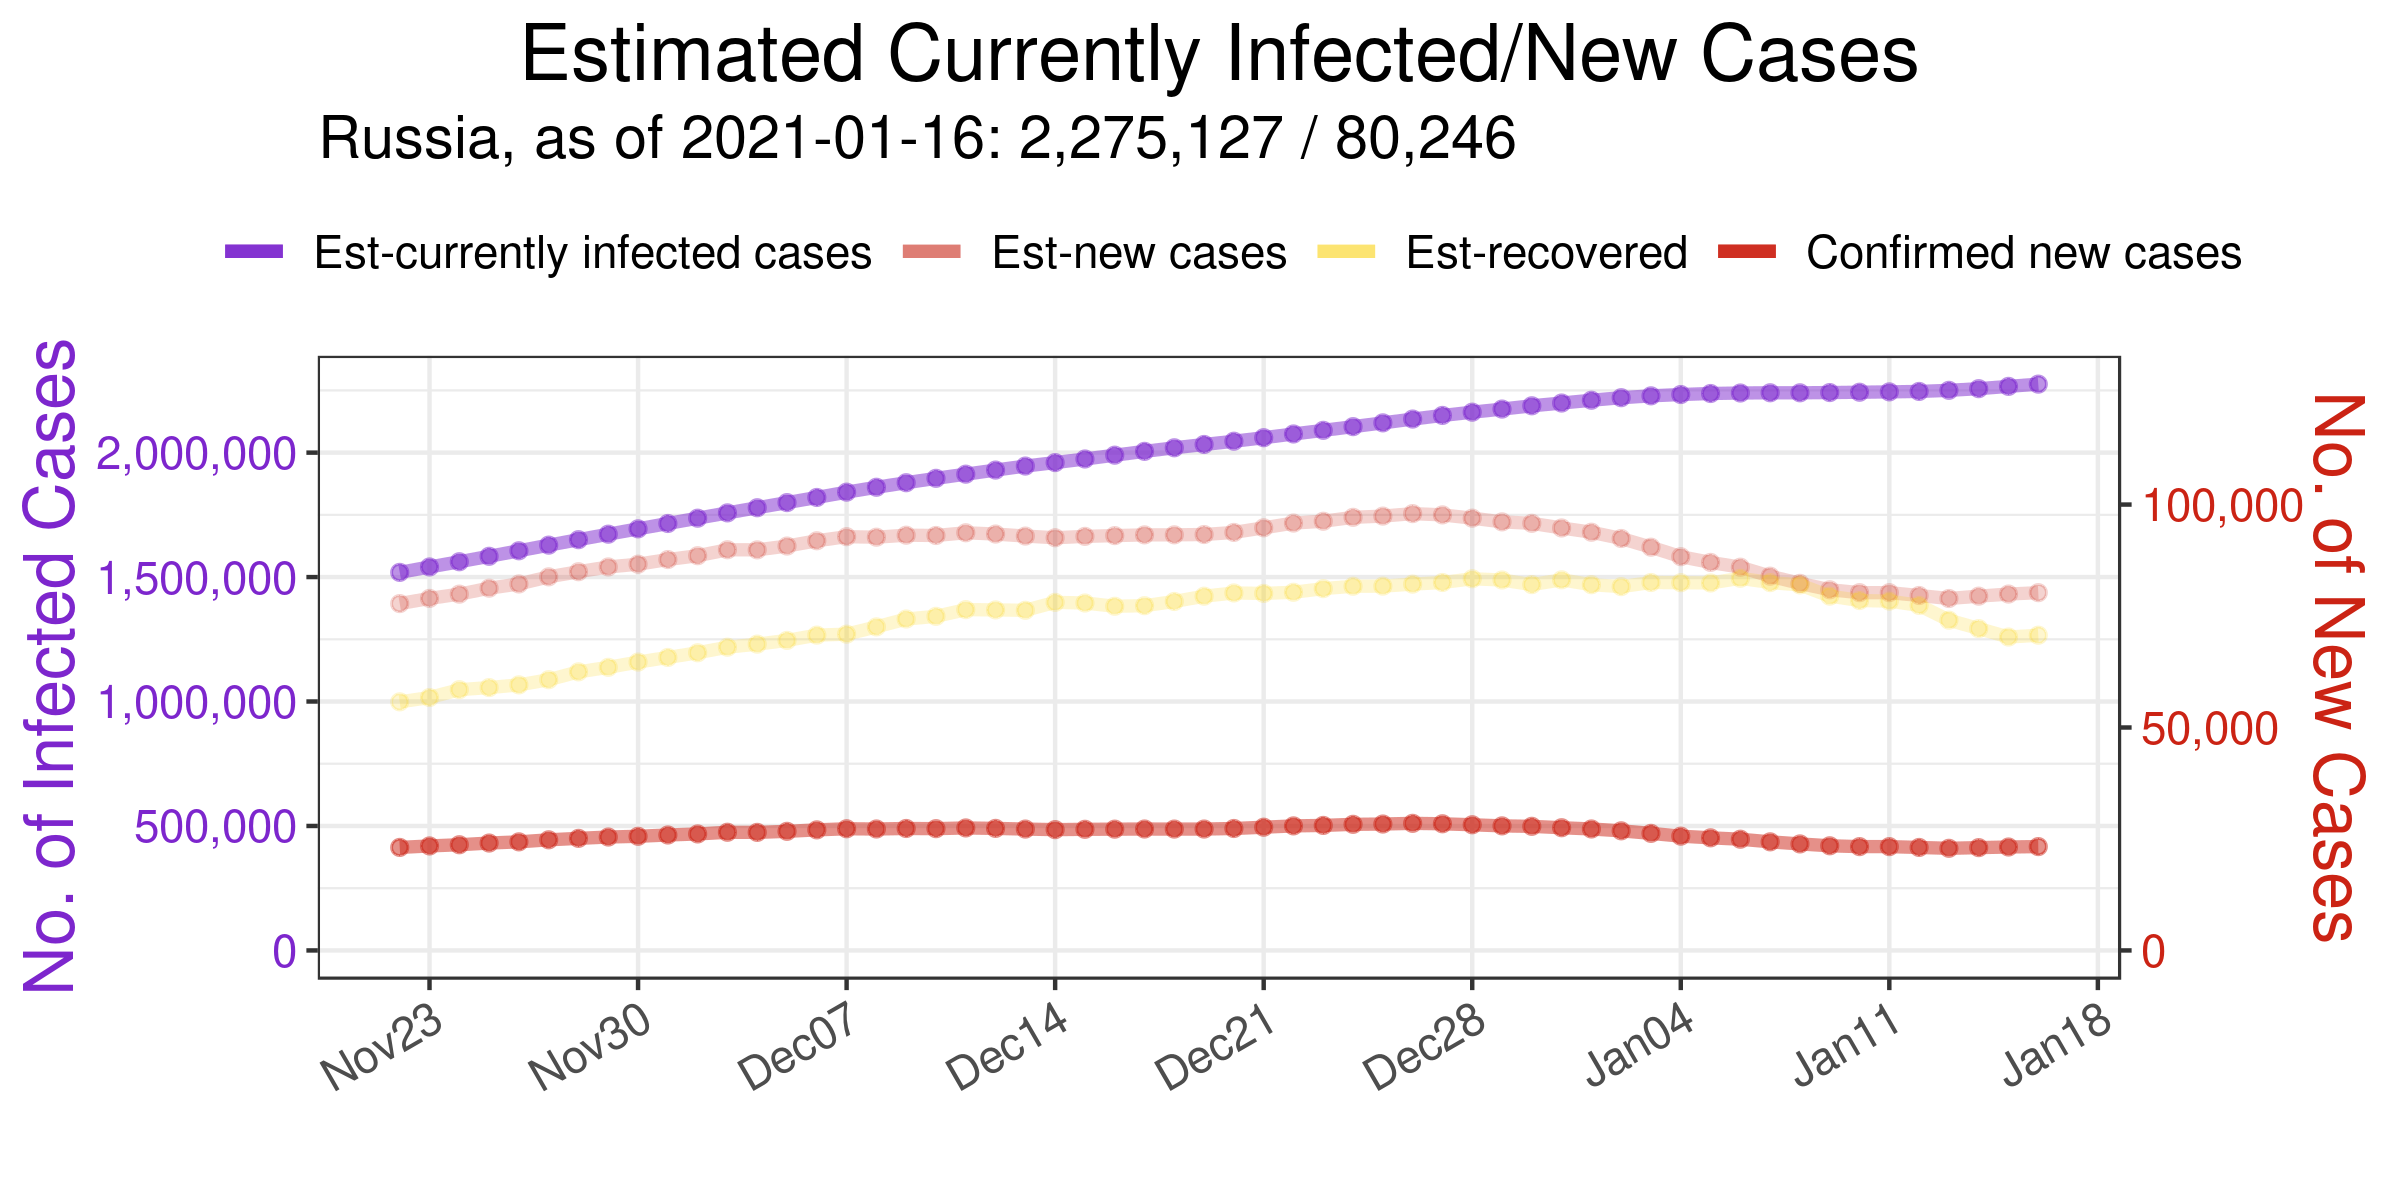 Estimated Currently Infected/New Cases
Russia, as of 2021-01-16: 2,275,127 / 80,246
Est-currently infected cases Est-new cases Est-recovered Confirmed new cases
No. of Infected Cases
2,000,000
1,500,000
1,000,000
500,000
0
100,000
50,000
0
No. of New Cases
Nov23 Nov30 Dec07 Dec14 Dec21 Dec28 Jan04 Jan11 Jan18